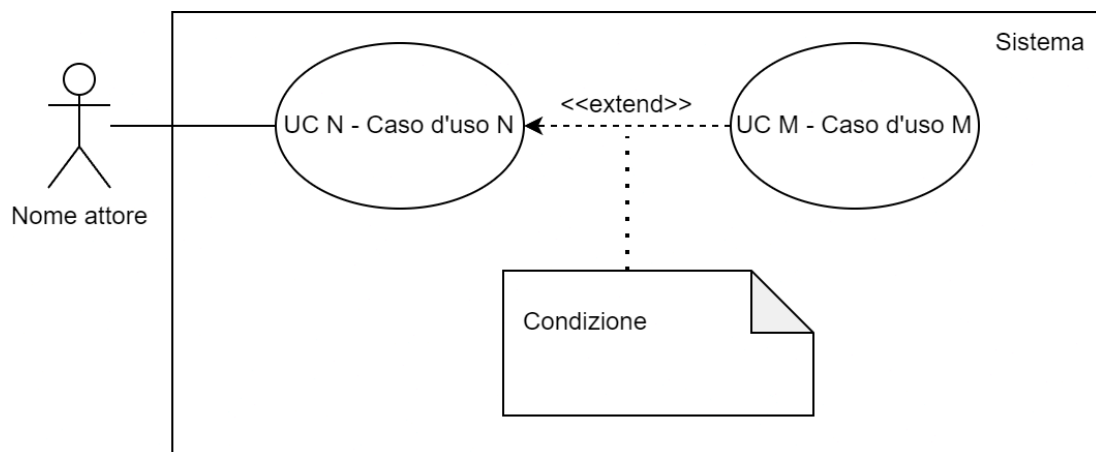 Sistema
<<extend>>
UC N - Caso d'uso N
UC M - Caso d'uso M
Nome attore
Condizione